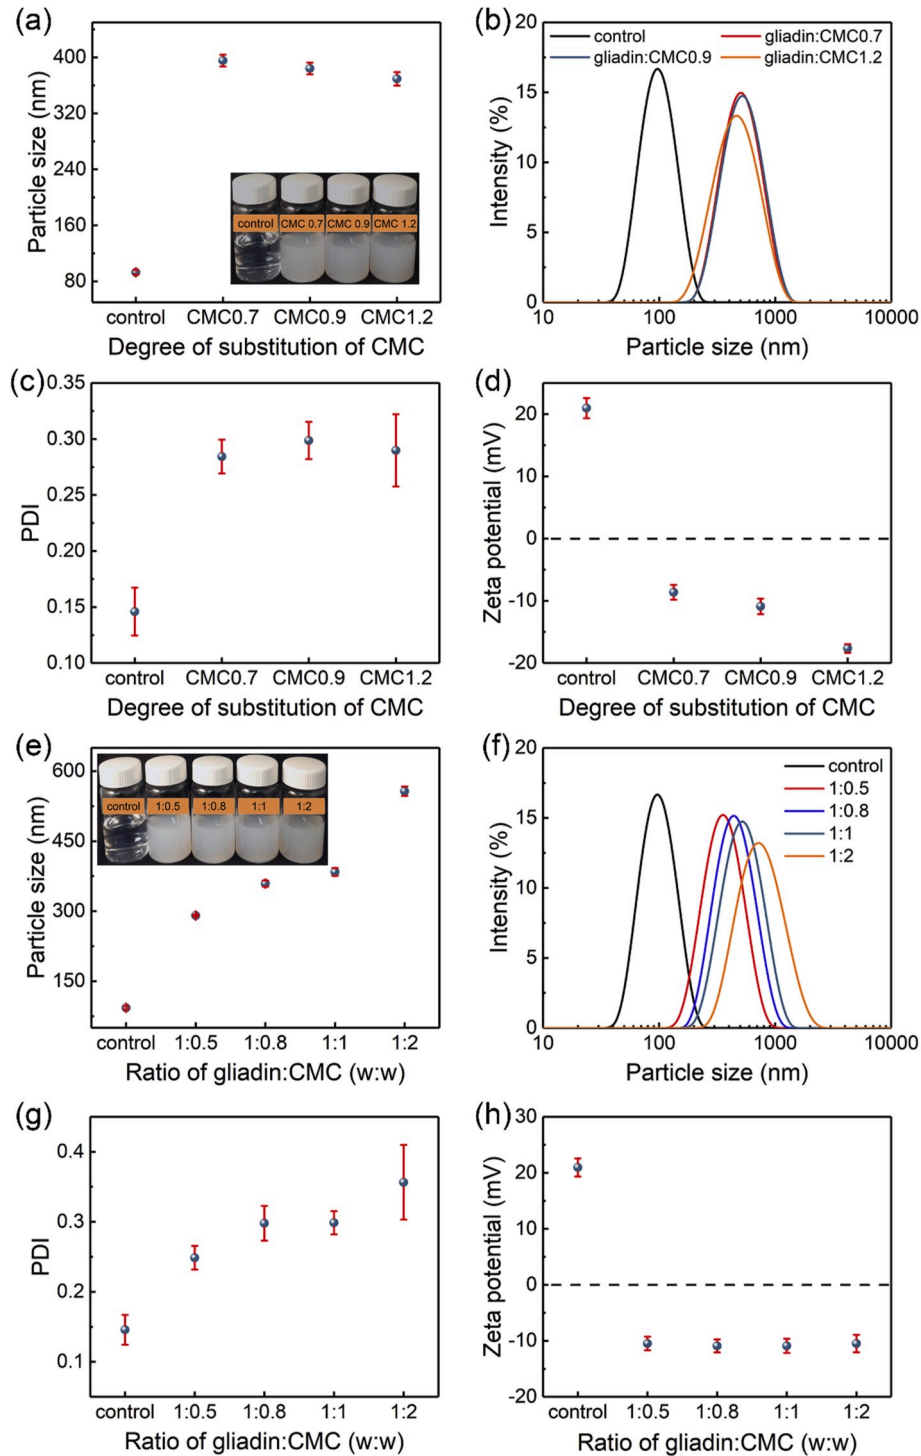 (a)
400
320
240
160
80
Particle size (nm)
control CMC 0.7 CMC 0.9 CMC 1.2
control CMC0.7 CMC0.9 CMC1.2
Degree of substitution of CMC
(b)
20
15
10
5
0
Intensity (%)
control gliadin:CMC0.7
gliadin:CMC0.9 gliadin:CMC1.2
10 100 1000 10000
Particle size (nm)
(c)
0.35
0.30
0.25
0.20
0.15
0.10
PDI
control CMC0.7 CMC0.9 CMC1.2
Degree of substitution of CMC
(d)
20
10
0
-10
-20
Zeta potential (mV)
control CMC0.7 CMC0.9 CMC1.2
Degree of substitution of CMC
(e)
600
450
300
150
Particle size (nm)
control 1:0.5 1:0.8 1:1 1:2
control 1:0.5 1:0.8 1:1 1:2
Ratio of gliadin:CMC (w:w)
(f)
20
15
10
5
0
Intensity (%)
control
1:0.5
1:0.8
1:1
1:2
10 100 1000 10000
Particle size (nm)
(g)
0.4
0.3
0.2
0.1
PDI
control 1:0.5 1:0.8 1:1 1:2
Ratio of gliadin:CMC (w:w)
(h)
30
20
10
0
-10
-20
Zeta potential (mV)
control 1:0.5 1:0.8 1:1 1:2
Ratio of gliadin:CMC (w:w)